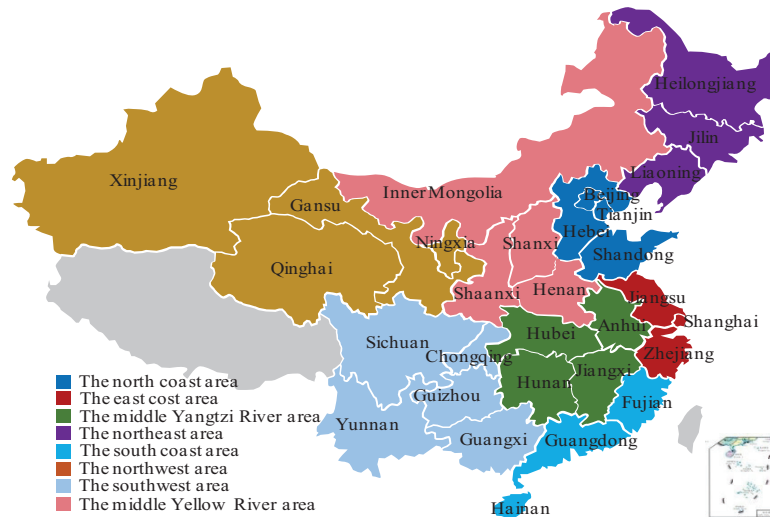 Heilongjiang
Jilin
Liaoning
Xinjiang
Gansu
Inner Mongolia
Beijing
Tianjin
Hebei
Ningxia
Shanxi
Shandong
Qinghai
Shaanxi
Henan
Jiangsu
Shanghai
Anhui
Hubei
Sichuan
Chongqing
Zhejiang
Hunan
Jiangxi
Guizhou
Fujian
Yunnan
Guangxi
Guangdong
Hainan
The north coast area
The east cost area
The middle Yangtzi River area
The northeast area
The south coast area
The northwest area
The southwest area
The middle Yellow River area